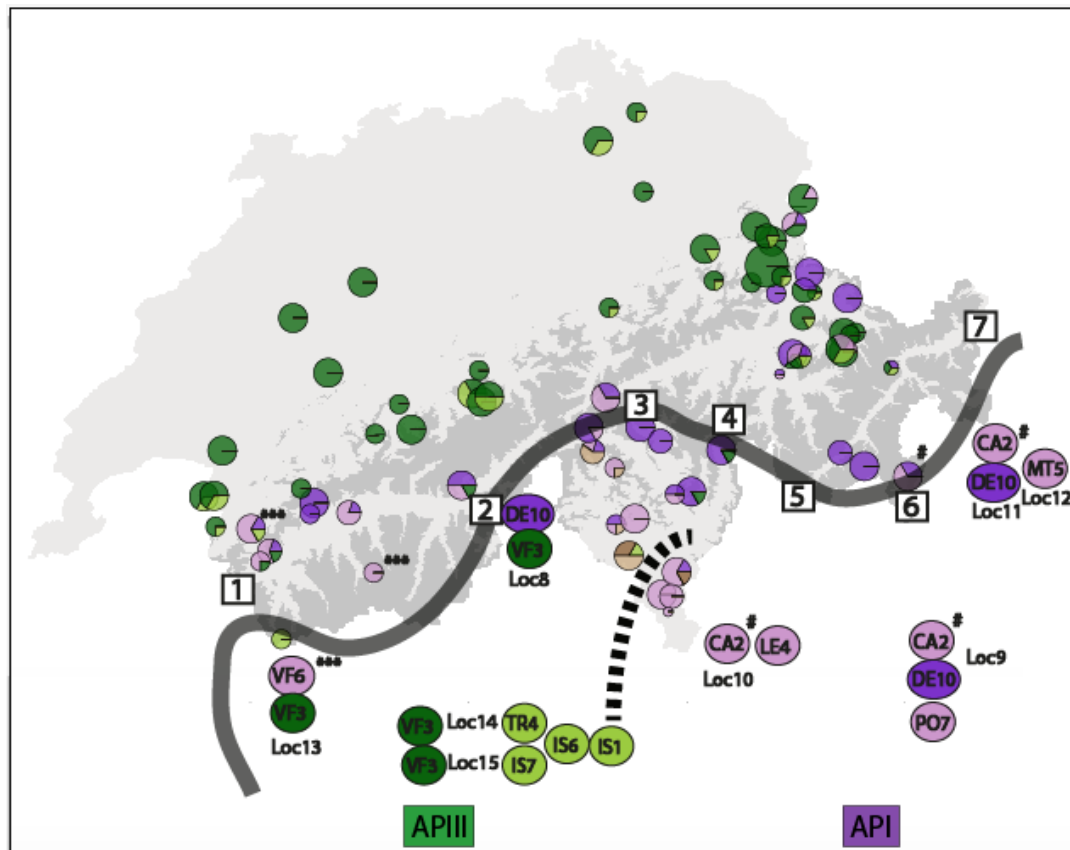 7
3
4
***
#
CA2 #
MT5
2 DE10
5
6
DE10
Loc12
Loc11
VF3
Loc8
***
1
#
CA2 LE4
Loc10
#
CA2
Loc9
DE10
PO7
VF6 ***
VF3
Loc13
VF3 Loc14 TR4
IS6 IS1
VF3 Loc15 IS7
APIII
API